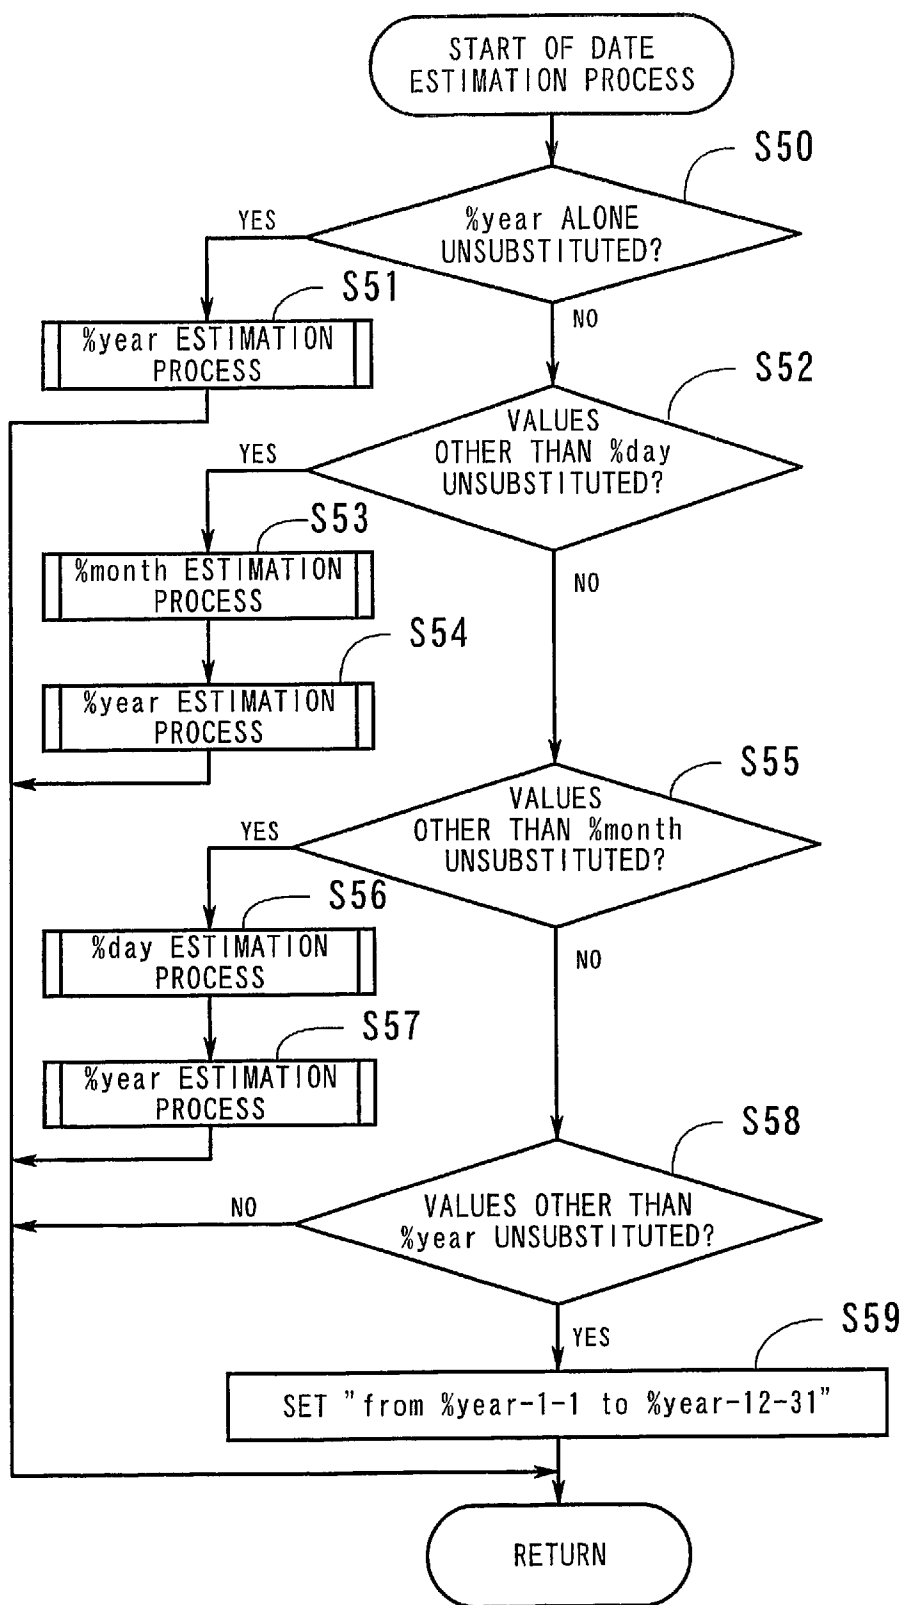 START OF DATE
ESTIMATION PROCESS
S50
%year ALONE
UNSUBSTITUTED?
YES
NO
S51
%year ESTIMATION
PROCESS
S52
VALUES
OTHER THAN %day
UNSUBSTITUTED?
YES
NO
S53
%month ESTIMATION
PROCESS
S54
%year ESTIMATION
PROCESS
S55
VALUES
OTHER THAN %month
UNSUBSTITUTED?
YES
NO
S56
%day ESTIMATION
PROCESS
S57
%year ESTIMATION
PROCESS
S58
VALUES OTHER THAN
%year UNSUBSTITUTED?
NO
YES
S59
SET "from %year-1-1 to %year-12-31"
RETURN